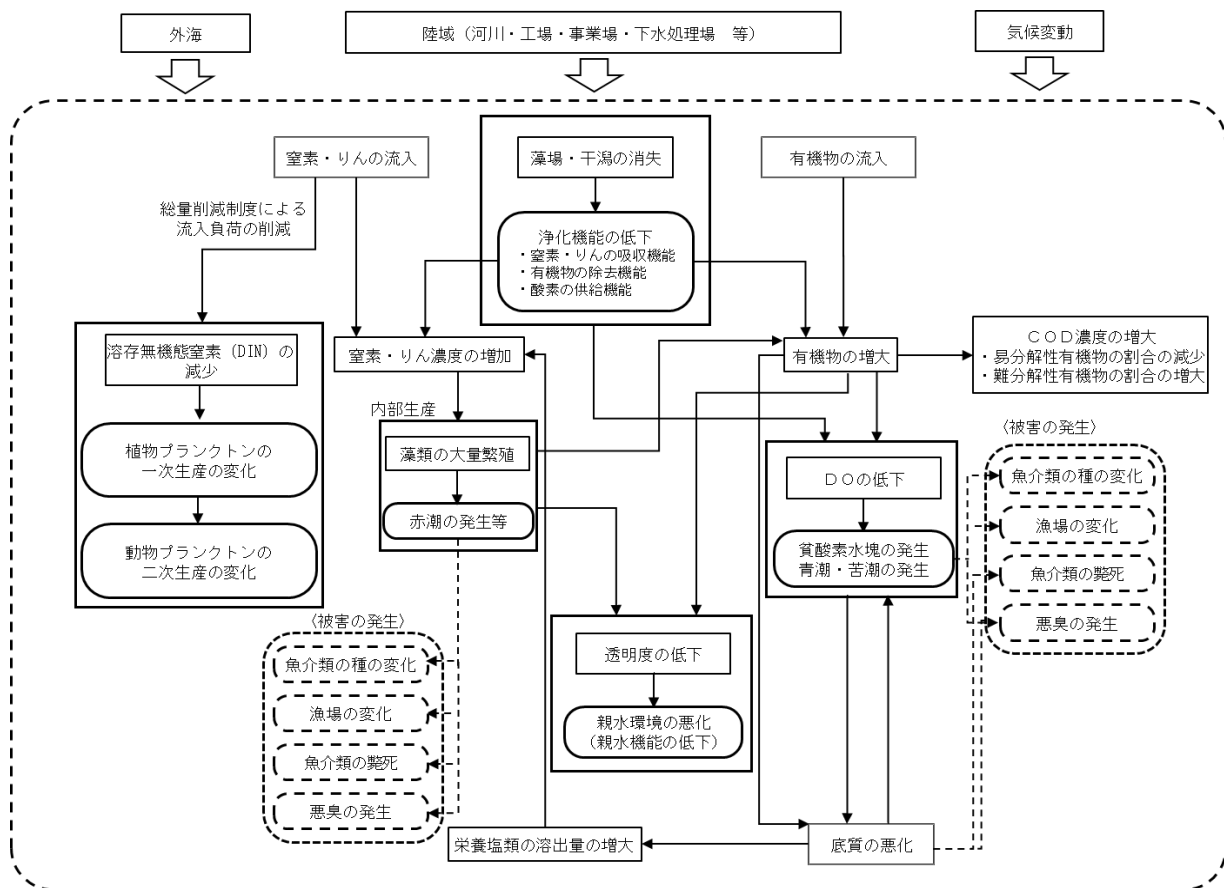 外海
陸域（河川・工場・事業場・下水処理場　等）
気候変動
窒素・りんの流入
藻場・干潟の消失
有機物の流入
総量削減制度による
流入負荷の削減
浄化機能の低下
・窒素・りんの吸収機能
・有機物の除去機能
・酸素の供給機能
溶存無機態窒素（DIN）の
減少
窒素・りん濃度の増加
有機物の増大
ＣＯＤ濃度の増大
・易分解性有機物の割合の減少
・難分解性有機物の割合の増大
内部生産
植物プランクトンの
一次生産の変化
藻類の大量繁殖
赤潮の発生等
ＤＯの低下
貧酸素水塊の発生
青潮・苦潮の発生
〈被害の発生〉
魚介類の種の変化
漁場の変化
魚介類の斃死
悪臭の発生
動物プランクトンの
二次生産の変化
〈被害の発生〉
魚介類の種の変化
漁場の変化
魚介類の斃死
悪臭の発生
透明度の低下
親水環境の悪化
（親水機能の低下）
栄養塩類の溶出量の増大
底質の悪化